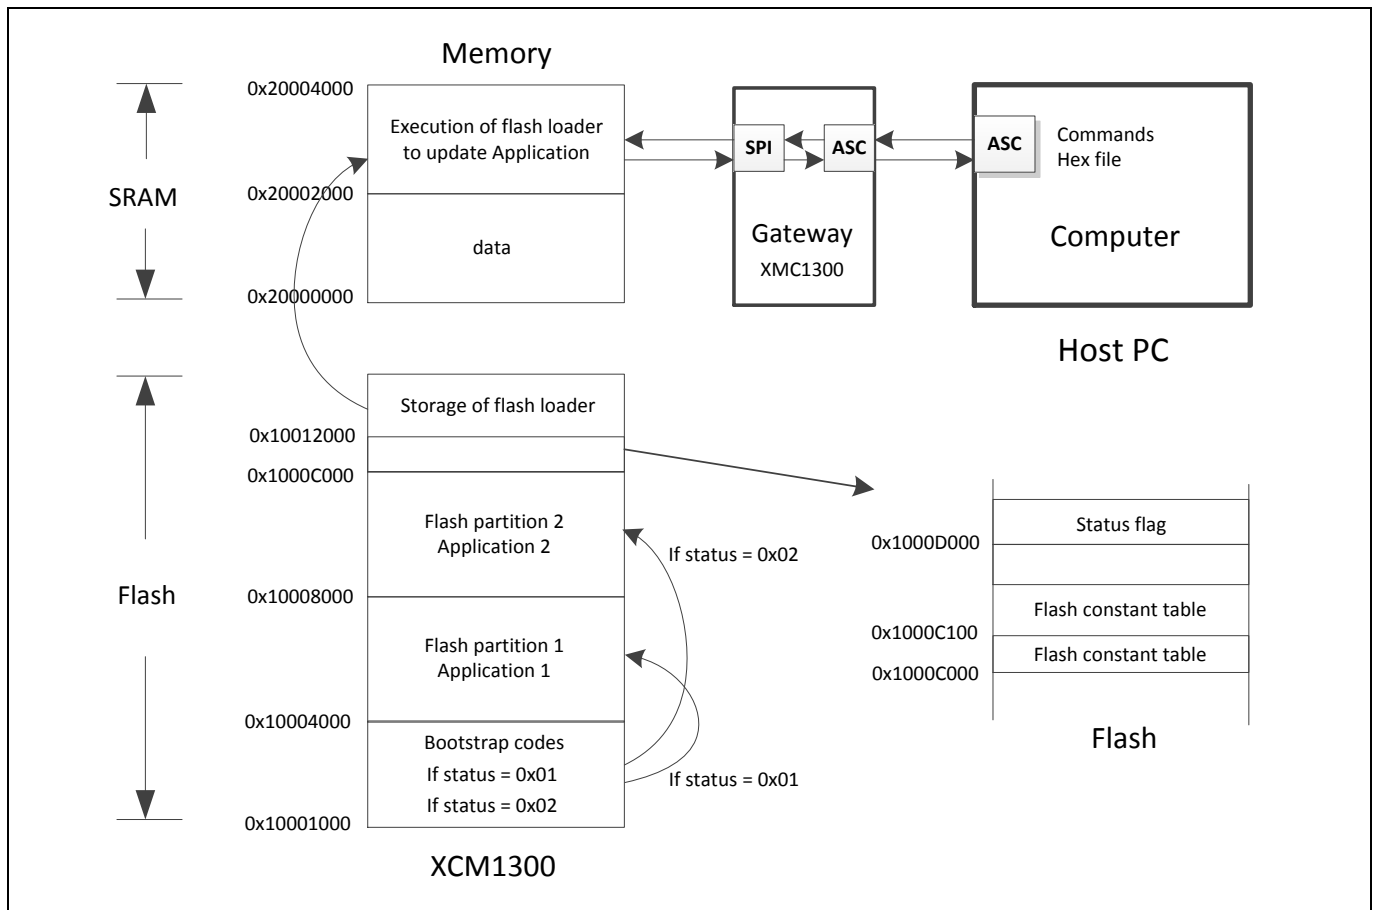 Memory
0x20004000
Execution of flash loader
to update Application
0x20002000
data
0x20000000
SRAM
SPI
ASC
Gateway
XMC1300
ASC
Commands
Hex file
Computer
Host PC
Storage of flash loader
0x10012000
0x1000C000
Flash partition 2
Application 2
If status = 0x02
0x10008000
Flash
Flash partition 1
Application 1
0x10004000
Bootstrap codes
If status = 0x01
If status = 0x02
If status = 0x01
0x10001000
XCM1300
Status flag
0x1000D000
Flash constant table
0x1000C100
Flash constant table
0x1000C000
Flash